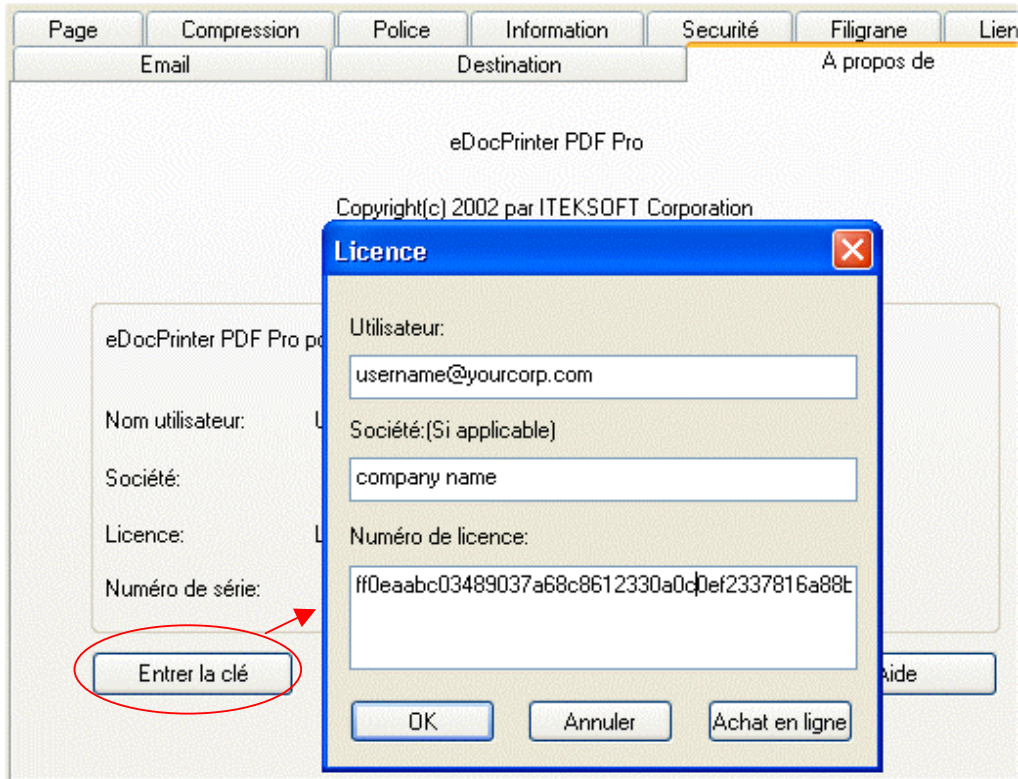 Page Compression Police Information Securité Filigrane
Email Destination A propos de
eDocPrinter PDF Pro
Copyright(c) 2002 par ITEKSOFT Corporation
Licence
eDocPrinter PDF Pro
Utilisateur:
username@yourcorp.com
Nom utilisateur:
Société:(Si applicable)
Société:
company name
Licence:
Numéro de licence:
Numéro de série:
ff0eaabc03489037a68c8612330a0d0ef2337816a88b
Entrer la clé
OK Annuler Achat en ligne
Aide